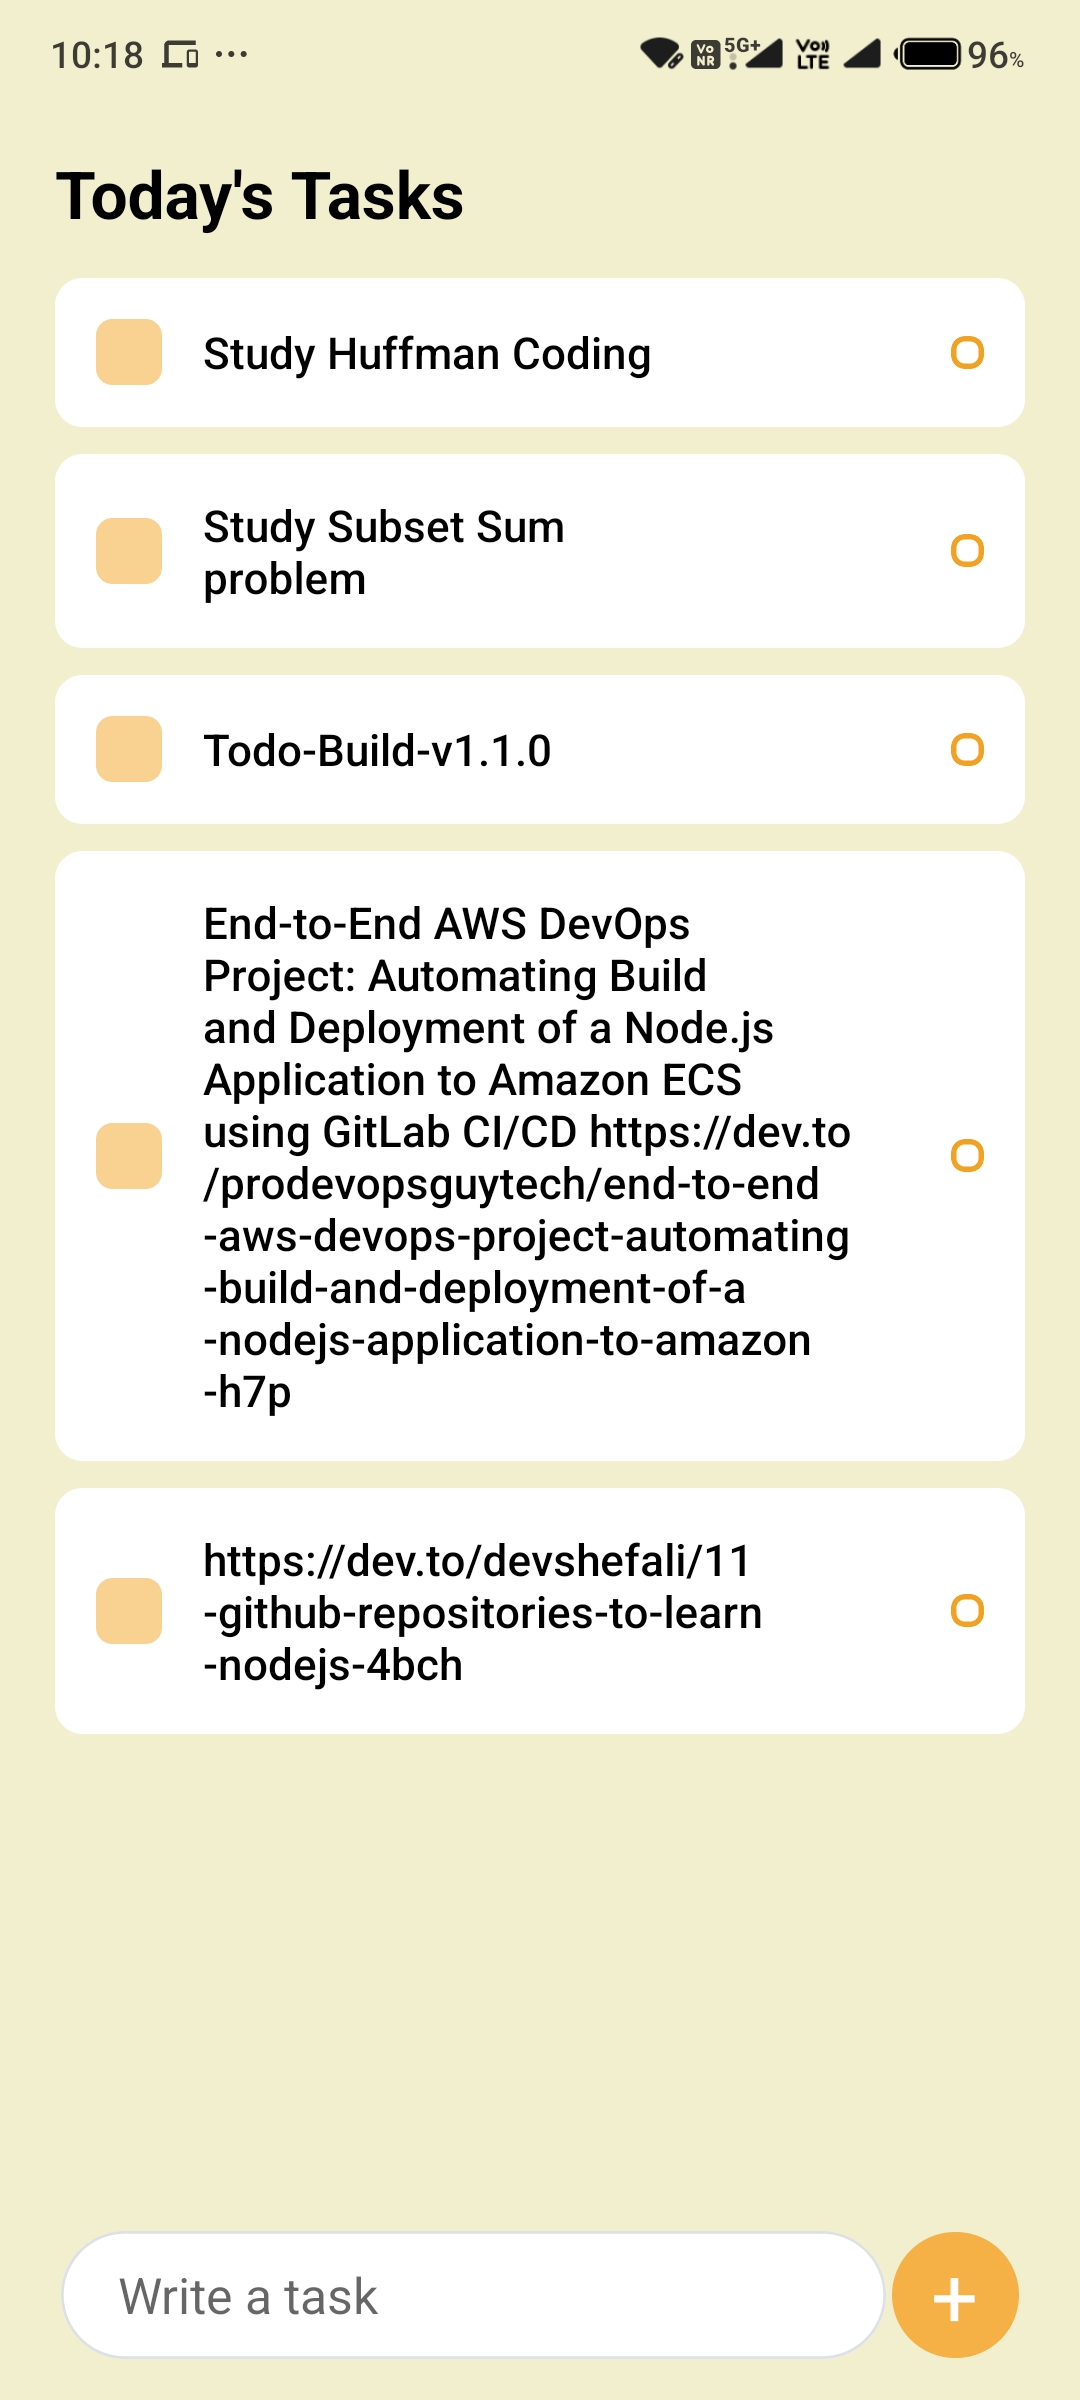 10:18
Vo NR 5G+ Vo)) LTE 96%
Today's Tasks
Study Huffman Coding
Study Subset Sum
problem
Todo-Build-v1.1.0
End-to-End AWS DevOps
Project: Automating Build
and Deployment of a Node.js
Application to Amazon ECS
using GitLab CI/CD https://dev.to
/prodevopsguytech/end-to-end
-aws-devops-project-automating
-build-and-deployment-of-a
-nodejs-application-to-amazon
-h7p
https://dev.to/devshefali/11
-github-repositories-to-learn
-nodejs-4bch
Write a task
+